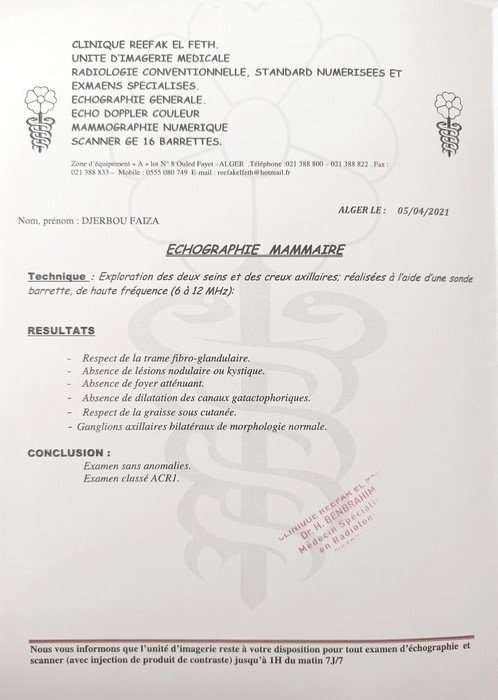 CLINIQUE REEFAK EL FETH.
UNITE D'IMAGERIE MEDICALE
RADIOLOGIE CONVENTIONNELLE, STANDARD NUMERISEES ET
EXMAENS SPECIALISES.
ECHOGRAPHIE GENERALE.
ECHO DOPPLER COULEUR
MAMMOGRAPHIE NUMERIQUE
SCANNER GE 16 BARRETTES.
Zone d'équipement « A » lot N° 8 Ouled Fayet –ALGER .Téléphone :021 388 800 – 021 388 822 . Fax :
021 388 833 – Mobile : 0555 080 749 E-mail : reefakelfeth@hotmail.fr
ALGER LE : 05/04/2021
Nom, prénom : DJERBOU FAIZA
ECHOGRAPHIE MAMMAIRE
Technique : Exploration des deux seins et des creux axillaires; réalisées à l'aide d'une sonde
barrette, de haute fréquence (6 à 12 MHz):
RESULTATS
- Respect de la trame fibro-glandulaire.
- Absence de lésions nodulaire ou kystique.
- Absence de foyer atténuant.
- Absence de dilatation des canaux gatactophoriques.
- Respect de la graisse sous cutanée.
- Ganglions axillaires bilatéraux de morphologie normale.
CONCLUSION :
Examen sans anomalies.
Examen classé ACR1.
CLINIQUE REEFAK EL
Dr. H. BENBRAHIM
Médecin Spéciali
en Radiolo
Nous vous informons que l'unité d'imagerie reste à votre disposition pour tout examen d'échographie et
scanner (avec injection de produit de contraste) jusqu'à 1H du matin 7J/7